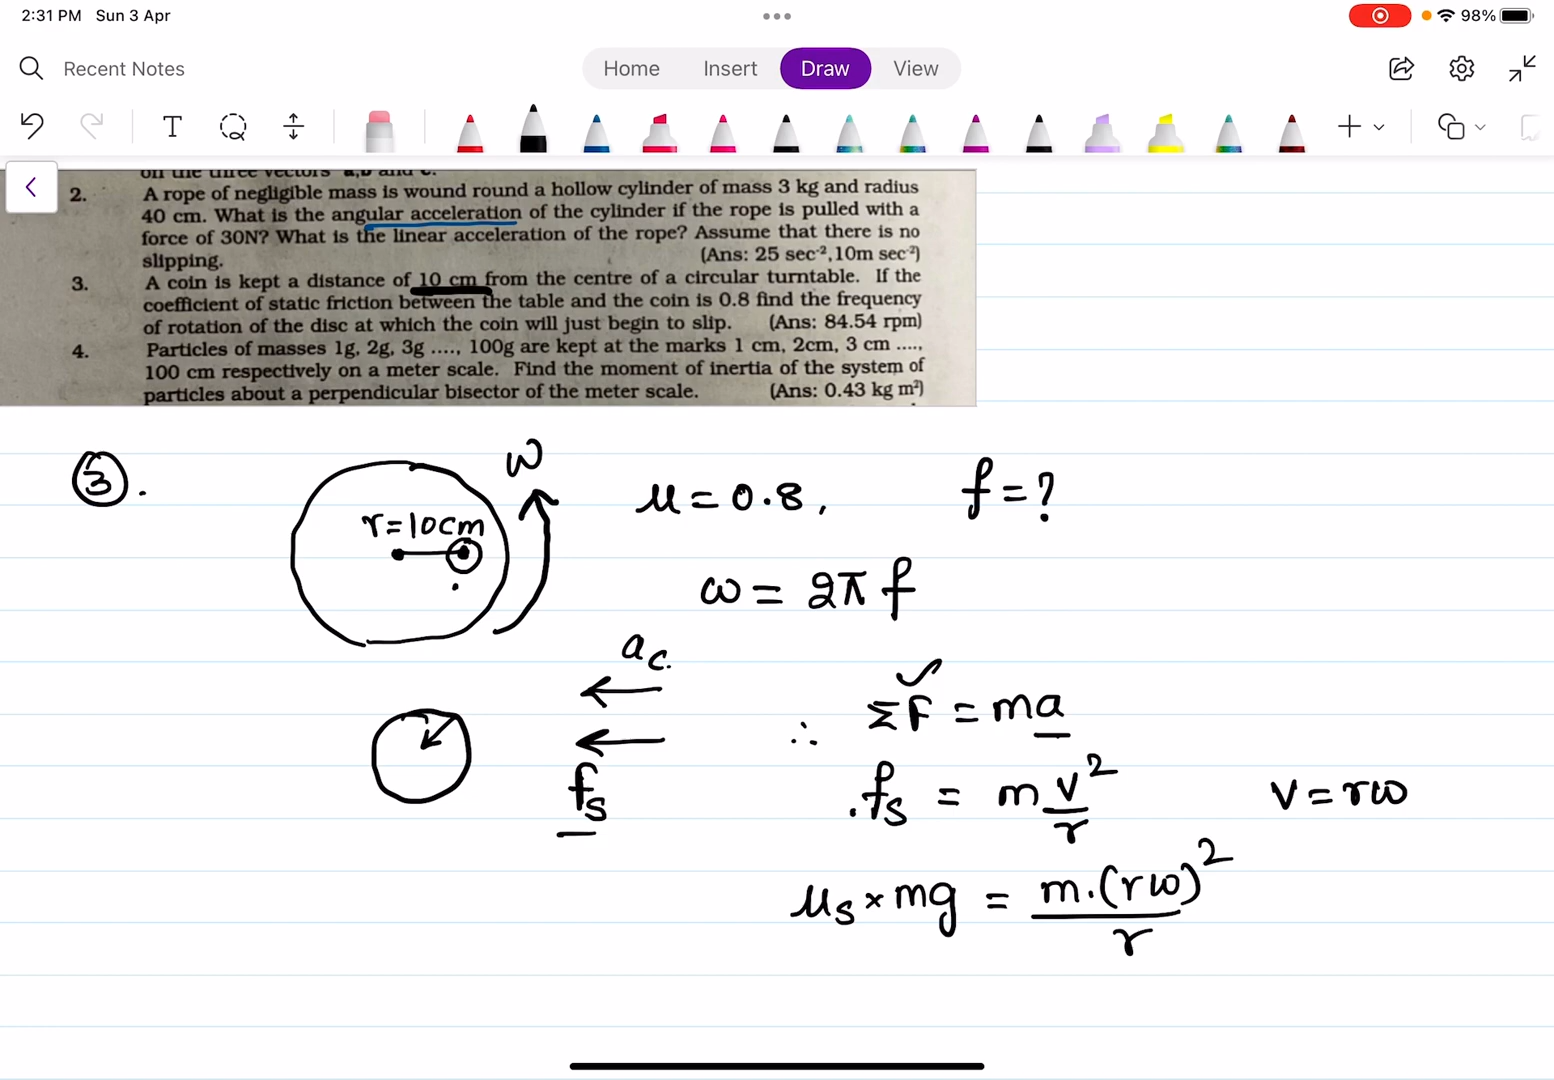 2:31 PM Sun 3 Apr
98%
Recent Notes
Home Insert Draw View
T
on the three vectors a,b and c.
2. A rope of negligible mass is wound round a hollow cylinder of mass 3 kg and radius
40 cm. What is the angular acceleration of the cylinder if the rope is pulled with a
force of 30N? What is the linear acceleration of the rope? Assume that there is no
slipping. (Ans: 25 sec⁻²,10m sec⁻²)
3. A coin is kept a distance of 10 cm from the centre of a circular turntable. If the
coefficient of static friction between the table and the coin is 0.8 find the frequency
of rotation of the disc at which the coin will just begin to slip. (Ans: 84.54 rpm)
4. Particles of masses 1g, 2g, 3g ...., 100g are kept at the marks 1 cm, 2cm, 3 cm ....,
100 cm respectively on a meter scale. Find the moment of inertia of the system of
particles about a perpendicular bisector of the meter scale. (Ans: 0.43 kg m²)
3.
ω
r=10cm
μ = 0.8, f = ?
ω = 2π f
a_c.
f_s
∴ ΣF = ma
.f_s = m v²/r v = rω
μ_s × mg = m.(rω)²/r